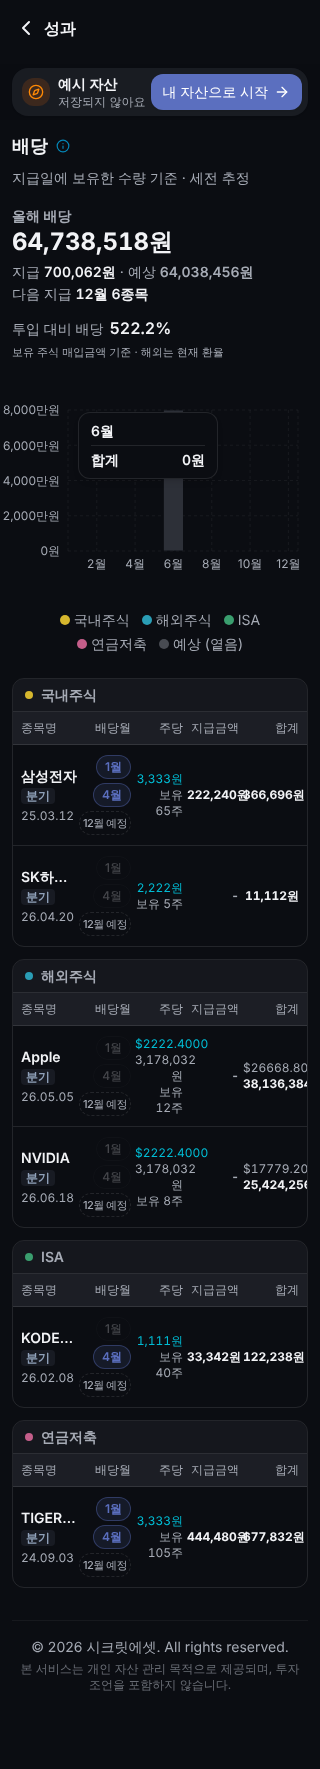 성과
예시 자산
저장되지 않아요
내 자산으로 시작 →
배당
지급일에 보유한 수량 기준 · 세전 추정
올해 배당
64,738,518원
지급 700,062원 · 예상 64,038,456원
다음 지급 12월 6종목
투입 대비 배당 522.2%
보유 주식 매입금액 기준 · 해외는 현재 환율
8,000만원
6,000만원
4,000만원
2,000만원
0원
6월
합계 0원
2월 4월 6월 8월 10월 12월
국내주식 해외주식 ISA
연금저축 예상 (옅음)
국내주식
종목명 배당월 주당 지급금액 합계
삼성전자
분기
25.03.12
1월
4월
12월 예정
3,333원
보유
65주
222,240원
866,696원
SK하...
분기
26.04.20
1월
4월
12월 예정
2,222원
보유 5주
-
11,112원
해외주식
종목명 배당월 주당 지급금액 합계
Apple
분기
26.05.05
1월
4월
12월 예정
$2222.4000
3,178,032
원
보유
12주
-
$26668.80
38,136,384
NVIDIA
분기
26.06.18
1월
4월
12월 예정
$2222.4000
3,178,032
원
보유 8주
-
$17779.20
25,424,256
ISA
종목명 배당월 주당 지급금액 합계
KODE...
분기
26.02.08
1월
4월
12월 예정
1,111원
보유
40주
33,342원
122,238원
연금저축
종목명 배당월 주당 지급금액 합계
TIGER...
분기
24.09.03
1월
4월
12월 예정
3,333원
보유
105주
444,480원
677,832원
© 2026 시크릿에셋. All rights reserved.
본 서비스는 개인 자산 관리 목적으로 제공되며, 투자
조언을 포함하지 않습니다.